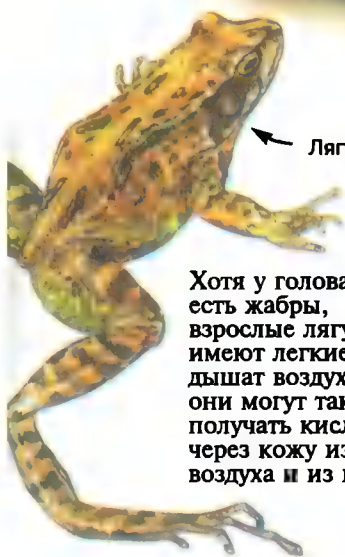 Ляг
Хотя у голова
есть жабры,
взрослые лягу
имеют легкие
дышат воздух
они могут так
получать кисл
через кожу из
воздуха и из в